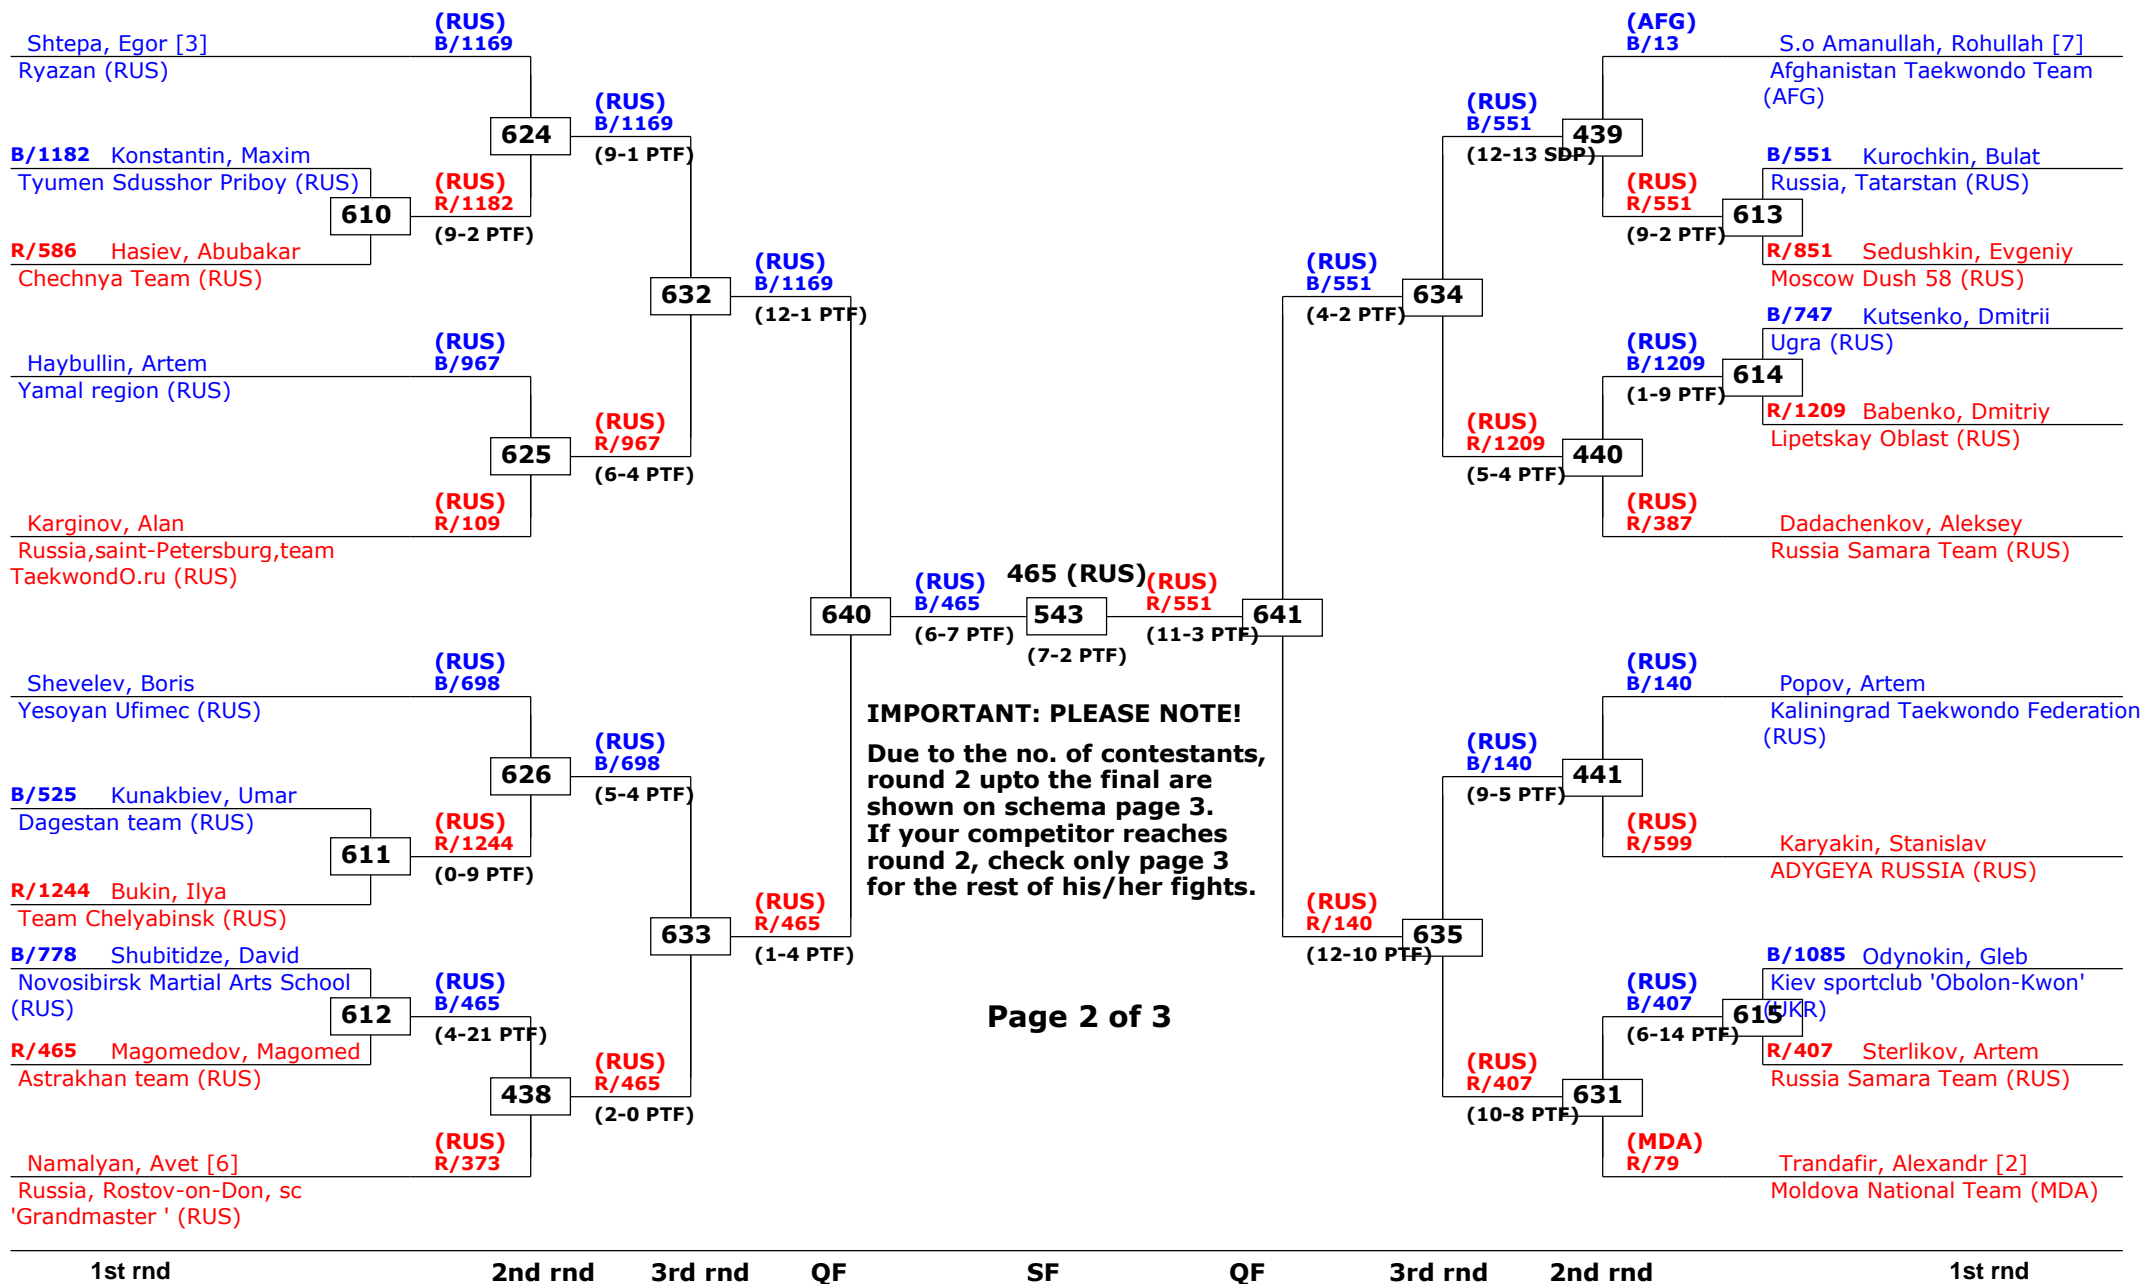 (RUS)
B/1169
Shtepa, Egor [3]
Ryazan (RUS)
(RUS)
B/1169
624
(9-1 PTF)
B/1182 Konstantin, Maxim
Tyumen Sdusshor Priboy (RUS)
(RUS)
R/1182
610
(9-2 PTF)
R/586 Hasiev, Abubakar
Chechnya Team (RUS)
(RUS)
B/1169
632
(12-1 PTF)
(RUS)
B/967
Haybullin, Artem
Yamal region (RUS)
(RUS)
R/967
625
(6-4 PTF)
(RUS)
R/109
Karginov, Alan
Russia,saint-Petersburg,team
TaekwondO.ru (RUS)
640
(RUS)
B/465
(6-7 PTF)
465 (RUS)
543
(7-2 PTF)
(RUS)
R/551
(11-3 PTF)
641
(RUS)
B/698
Shevelev, Boris
Yesoyan Ufimec (RUS)
(RUS)
B/698
626
(5-4 PTF)
B/525 Kunakbiev, Umar
Dagestan team (RUS)
(RUS)
R/1244
611
(0-9 PTF)
R/1244 Bukin, Ilya
Team Chelyabinsk (RUS)
(RUS)
R/465
633
(1-4 PTF)
B/778 Shubitidze, David
Novosibirsk Martial Arts School
(RUS)
(RUS)
B/465
612
(4-21 PTF)
R/465 Magomedov, Magomed
Astrakhan team (RUS)
(RUS)
R/465
438
(2-0 PTF)
(RUS)
R/373
Namalyan, Avet [6]
Russia, Rostov-on-Don, sc
'Grandmaster ' (RUS)
IMPORTANT: PLEASE NOTE!
Due to the no. of contestants,
round 2 upto the final are
shown on schema page 3.
If your competitor reaches
round 2, check only page 3
for the rest of his/her fights.
Page 2 of 3
(AFG)
B/13
S.o Amanullah, Rohullah [7]
Afghanistan Taekwondo Team
(AFG)
(RUS)
B/551
439
(12-13 SDP)
B/551 Kurochkin, Bulat
Russia, Tatarstan (RUS)
(RUS)
R/551
613
(9-2 PTF)
R/851 Sedushkin, Evgeniy
Moscow Dush 58 (RUS)
(RUS)
B/551
634
(4-2 PTF)
B/747 Kutsenko, Dmitrii
Ugra (RUS)
(RUS)
B/1209
614
(1-9 PTF)
R/1209 Babenko, Dmitriy
Lipetskay Oblast (RUS)
(RUS)
R/1209
440
(5-4 PTF)
(RUS)
R/387
Dadachenkov, Aleksey
Russia Samara Team (RUS)
(RUS)
B/140
Popov, Artem
Kaliningrad Taekwondo Federation
(RUS)
(RUS)
B/140
441
(9-5 PTF)
(RUS)
R/599
Karyakin, Stanislav
ADYGEYA RUSSIA (RUS)
(RUS)
R/140
635
(12-10 PTF)
B/1085 Odynokin, Gleb
Kiev sportclub 'Obolon-Kwon'
(UKR)
(RUS)
B/407
615
(6-14 PTF)
R/407 Sterlikov, Artem
Russia Samara Team (RUS)
(RUS)
R/407
631
(10-8 PTF)
(MDA)
R/79
Trandafir, Alexandr [2]
Moldova National Team (MDA)
1st rnd 2nd rnd 3rd rnd QF SF QF 3rd rnd 2nd rnd 1st rnd